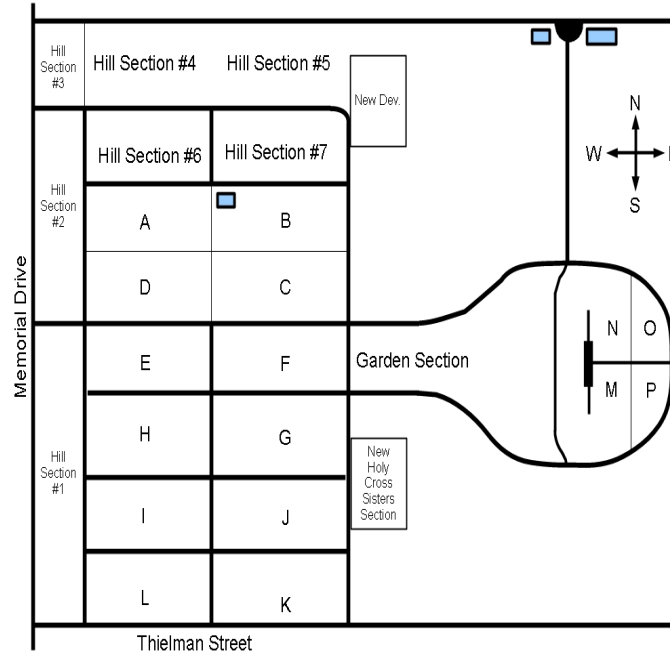 Hill
Section
#3
Hill Section #4
Hill Section #5
New Dev.
N
W
S
Hill Section #6
Hill Section #7
Hill
Section
#2
A
B
D
C
Memorial Drive
E
F
Garden Section
N
O
M
P
H
G
Hill
Section
#1
New
Holy
Cross
Sisters
Section
I
J
L
K
Thielman Street